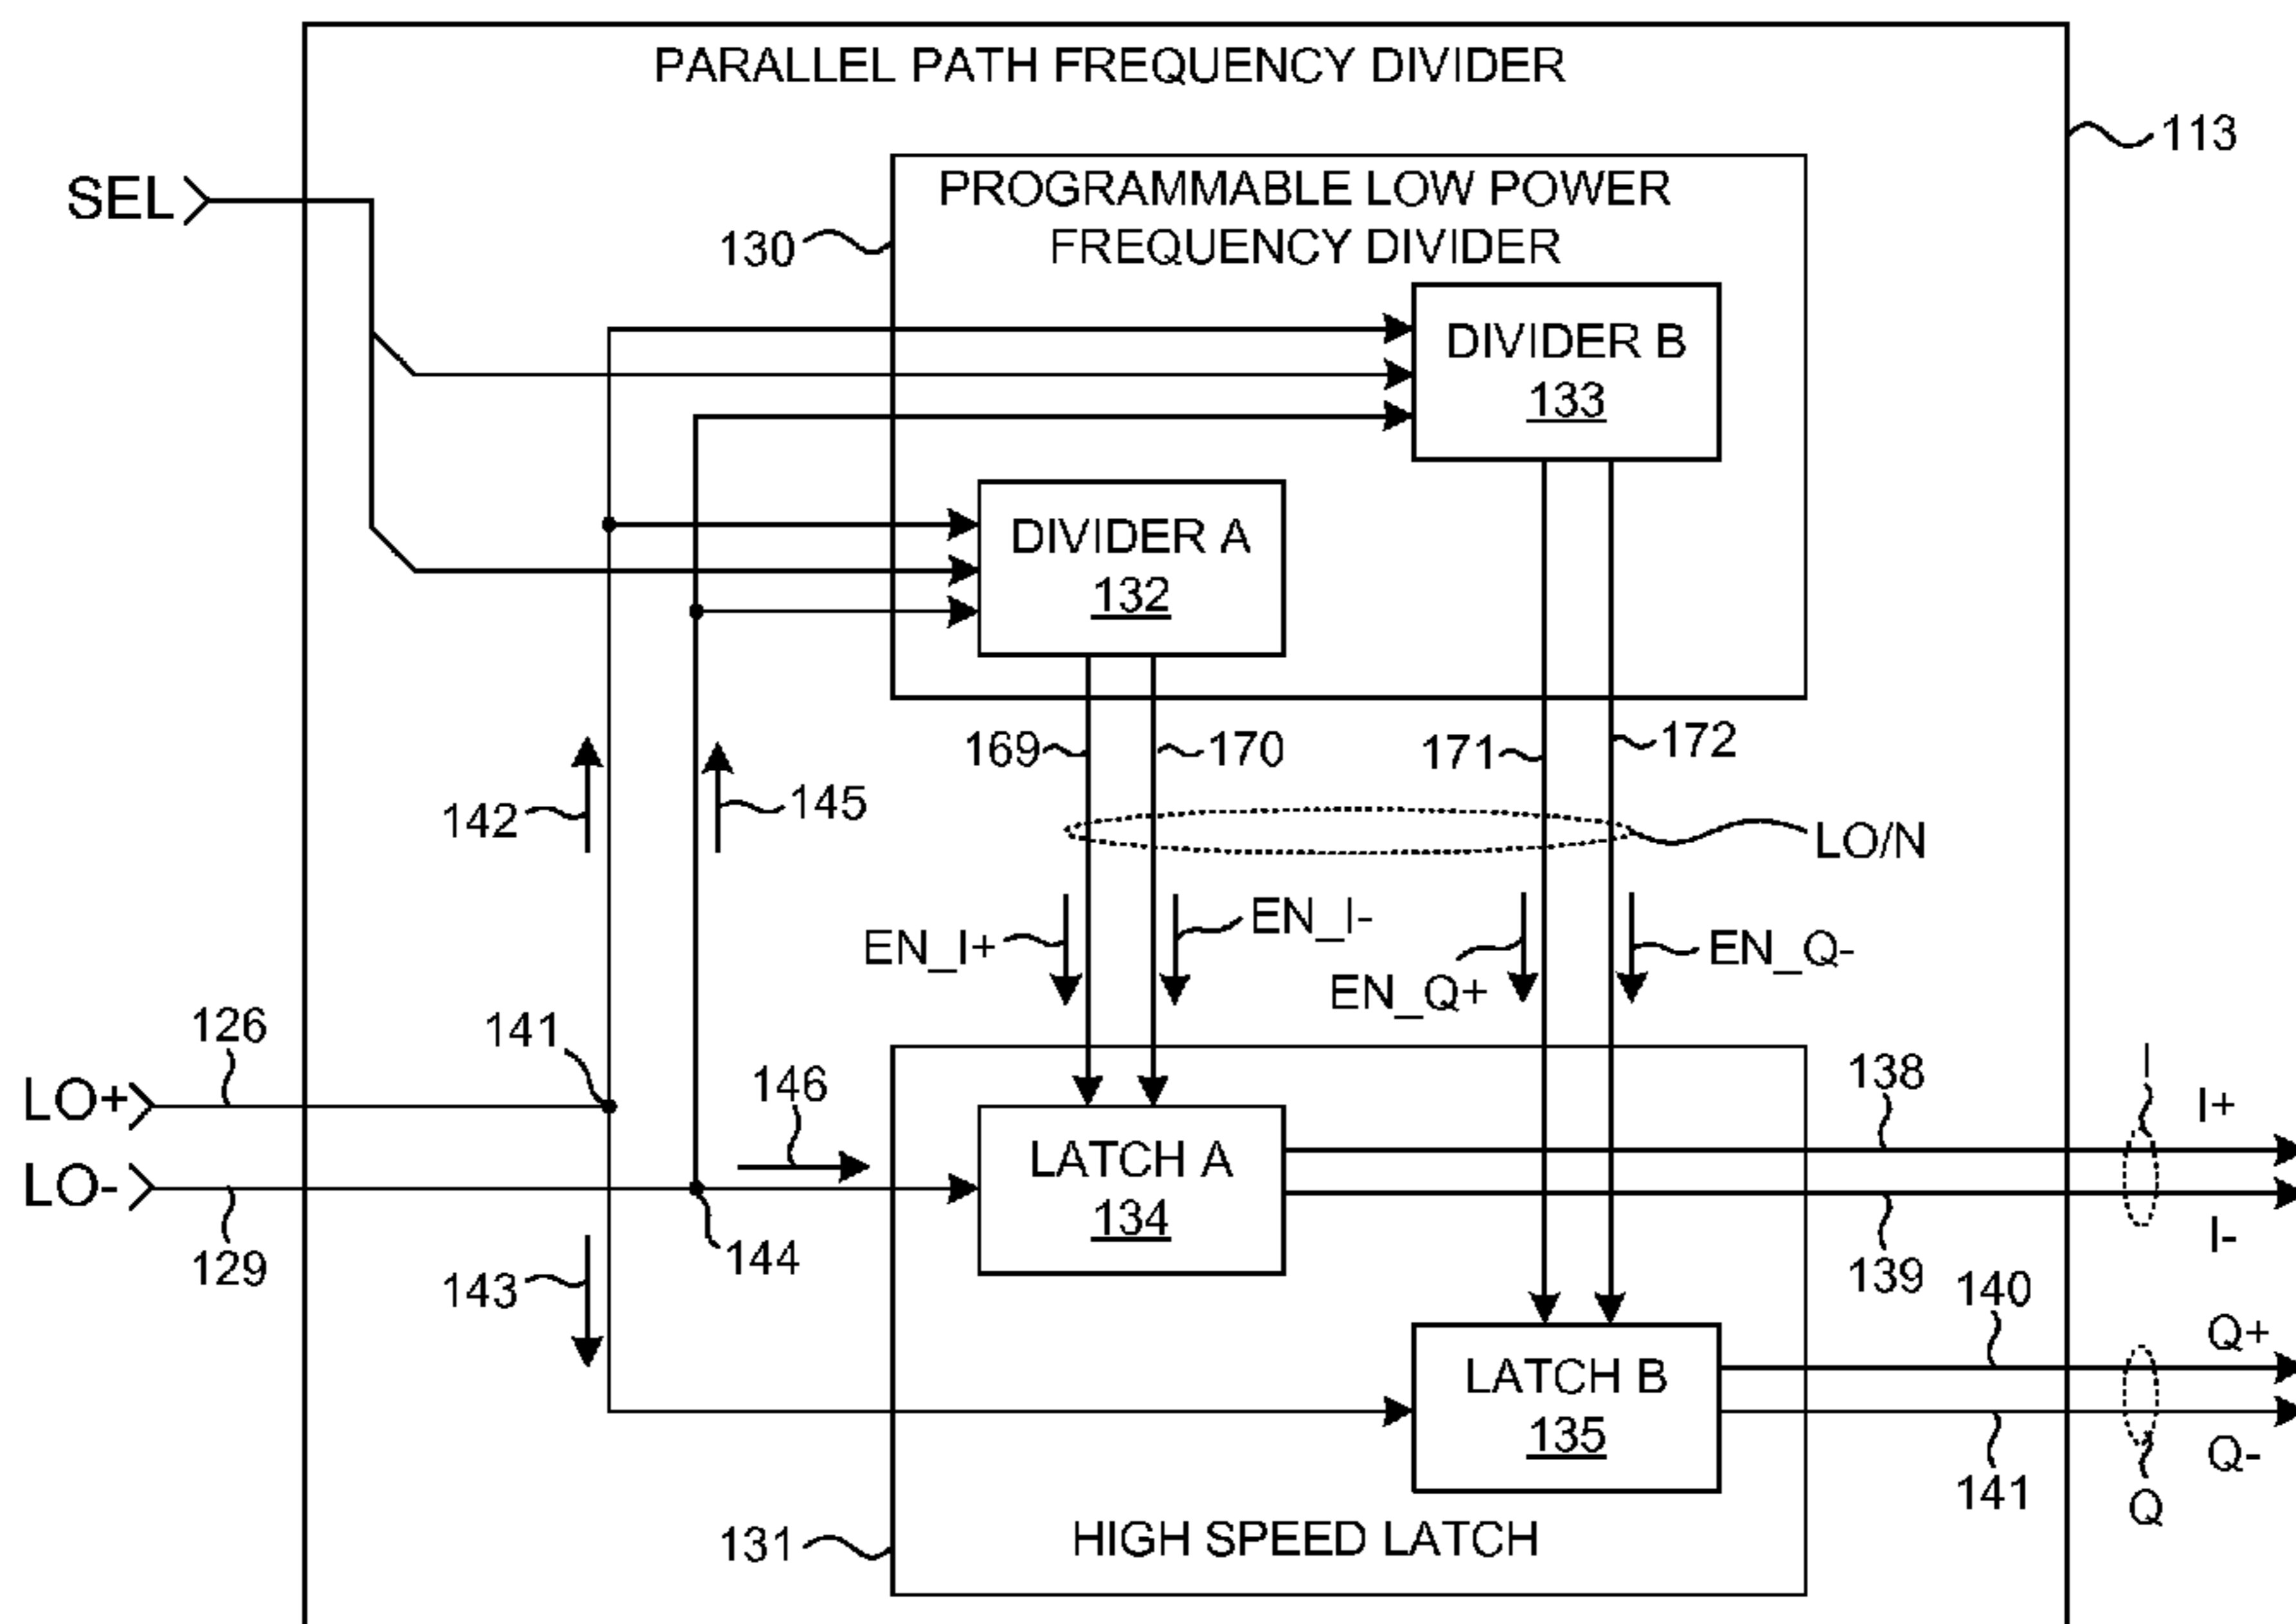 PARALLEL PATH FREQUENCY DIVIDER
113
SEL
PROGRAMMABLE LOW POWER
FREQUENCY DIVIDER
130
DIVIDER B
133
DIVIDER A
132
169
170
171
172
142
145
LO/N
EN_I+
EN_I-
EN_Q+
EN_Q-
126
141
LO+
146
138
I
I+
LATCH A
134
LO-
129
144
143
139
I-
140
Q+
LATCH B
135
141
Q-
Q
131
HIGH SPEED LATCH